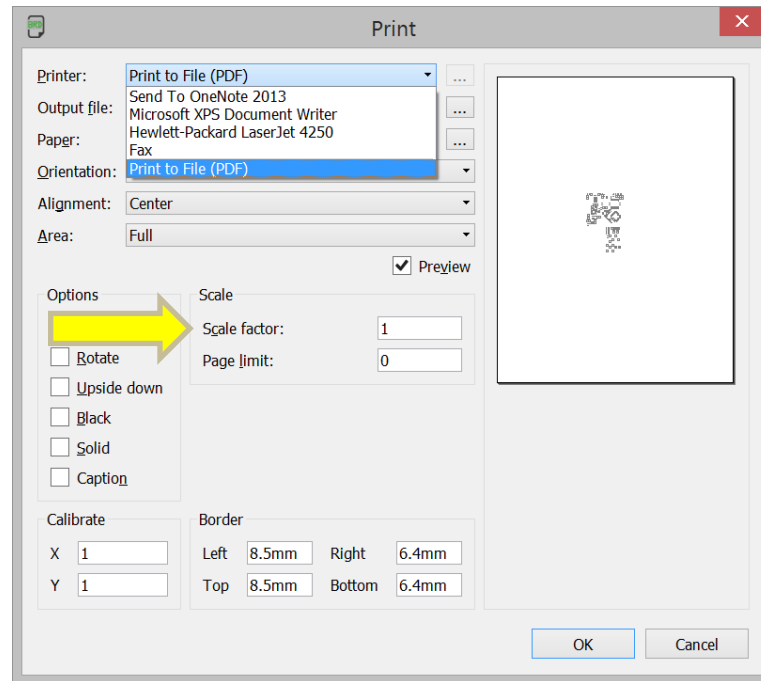 Print
Printer: Print to File (PDF) ...
Send To OneNote 2013
Output file: ...
Microsoft XPS Document Writer
Hewlett-Packard LaserJet 4250
Paper: ...
Fax
Orientation: Print to File (PDF)
Alignment: Center
Area: Full
Preview
Options
Scale
Scale factor: 1
Rotate
Page limit: 0
Upside down
Black
Solid
Caption
Calibrate
Border
X 1
Left 8.5mm Right 6.4mm
Y 1
Top 8.5mm Bottom 6.4mm
OK Cancel